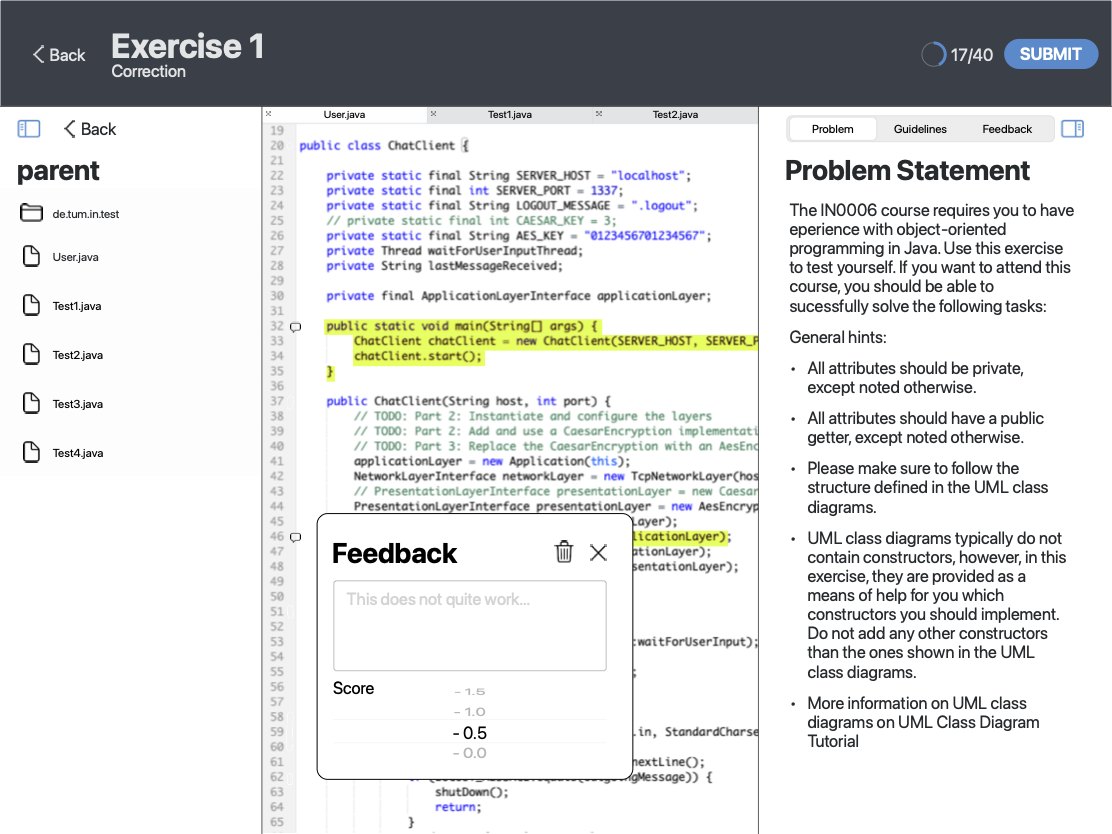 Back
Exercise 1
Correction
17/40
SUBMIT
Back
parent
de.tum.in.test
User.java
Test1.java
Test2.java
Test3.java
Test4.java
User.java
Test1.java
Test2.java
19
20 public class ChatClient {
21
22 private static final String SERVER_HOST = "localhost";
23 private static final int SERVER_PORT = 1337;
24 private static final String LOGOUT_MESSAGE = ".logout";
25 // private static final int CAESAR_KEY = 3;
26 private static final String AES_KEY = "0123456701234567";
27 private Thread waitForUserInputThread;
28 private String lastMessageReceived;
29
30 private final ApplicationLayerInterface applicationLayer;
31
32 public static void main(String[] args) {
33 ChatClient chatClient = new ChatClient(SERVER_HOST, SERVER_P
34 chatClient.start();
35 }
36
37 public ChatClient(String host, int port) {
38 // TODO: Part 2: Instantiate and configure the layers
39 // TODO: Part 2: Add and use a CaesarEncryption implementati
40 // TODO: Part 3: Replace the CaesarEncryption with an AesEnc
41 applicationLayer = new Application(this);
42 NetworkLayerInterface networkLayer = new TcpNetworkLayer(hos
43 // PresentationLayerInterface presentationLayer = new Caesar
44 PresentationLayerInterface presentationLayer = new AesEncryp
45 ayer);
46 licationLayer);
47 ationLayer);
48 sentationLayer);
49
50
51
52
53 :waitForUserInput);
54
55 ;
56
57
58
59 .in, StandardCharse
60
61 nextLine();
62 gMessage)) {
63 shutDown();
64 return;
65 }
Feedback
This does not quite work...
Score
- 1.5
- 1.0
- 0.5
- 0.0
Problem
Guidelines
Feedback
Problem Statement
The IN0006 course requires you to have
eperience with object-oriented
programming in Java. Use this exercise
to test yourself. If you want to attend this
course, you should be able to
sucessfully solve the following tasks:
General hints:
• All attributes should be private,
except noted otherwise.
• All attributes should have a public
getter, except noted otherwise.
• Please make sure to follow the
structure defined in the UML class
diagrams.
• UML class diagrams typically do not
contain constructors, however, in this
exercise, they are provided as a
means of help for you which
constructors you should implement.
Do not add any other constructors
than the ones shown in the UML
class diagrams.
• More information on UML class
diagrams on UML Class Diagram
Tutorial